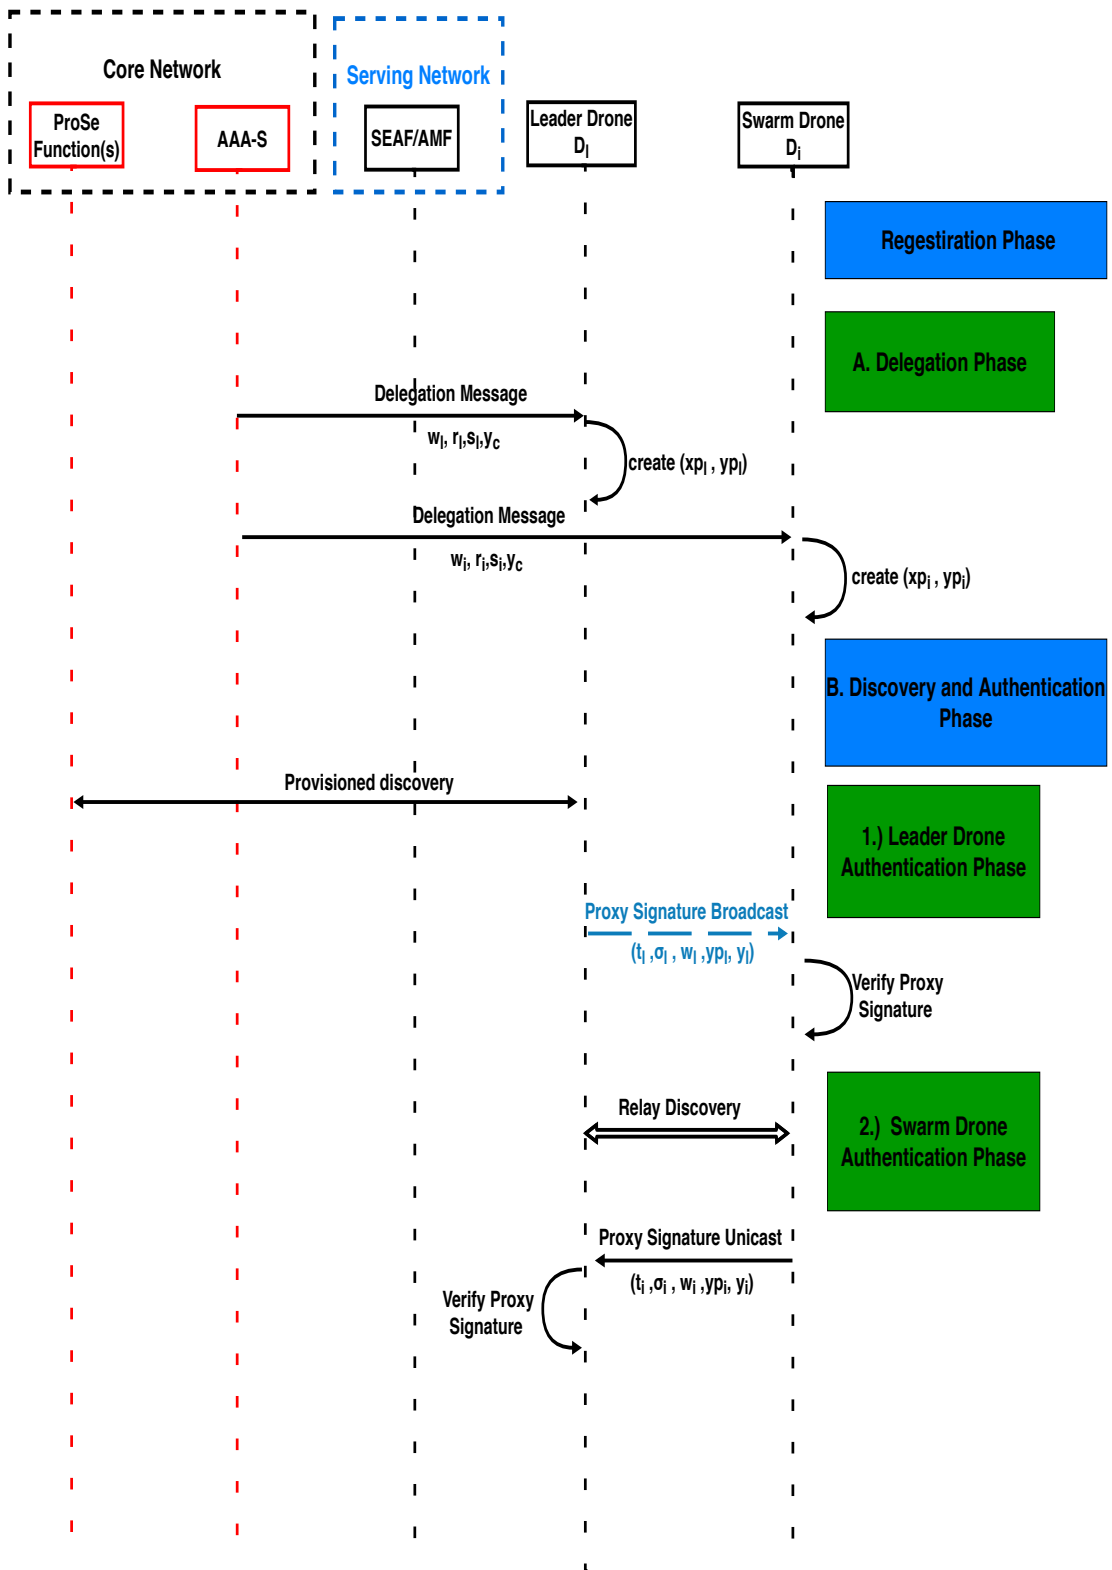 Core Network
Serving Network
ProSe
Function(s)
AAA-S
SEAF/AMF
Leader Drone
Dl
Swarm Drone
Di
Regestiration Phase
A. Delegation Phase
Delegation Message
wl, rl,sl,yc
create (xpl , ypl)
Delegation Message
wi, ri,si,yc
create (xpi , ypi)
B. Discovery and Authentication
Phase
Provisioned discovery
1.) Leader Drone
Authentication Phase
Proxy Signature Broadcast
(tl ,σl , wl ,ypl, yl)
Verify Proxy
Signature
Relay Discovery
2.) Swarm Drone
Authentication Phase
Proxy Signature Unicast
(ti ,σi , wi ,ypi, yi)
Verify Proxy
Signature